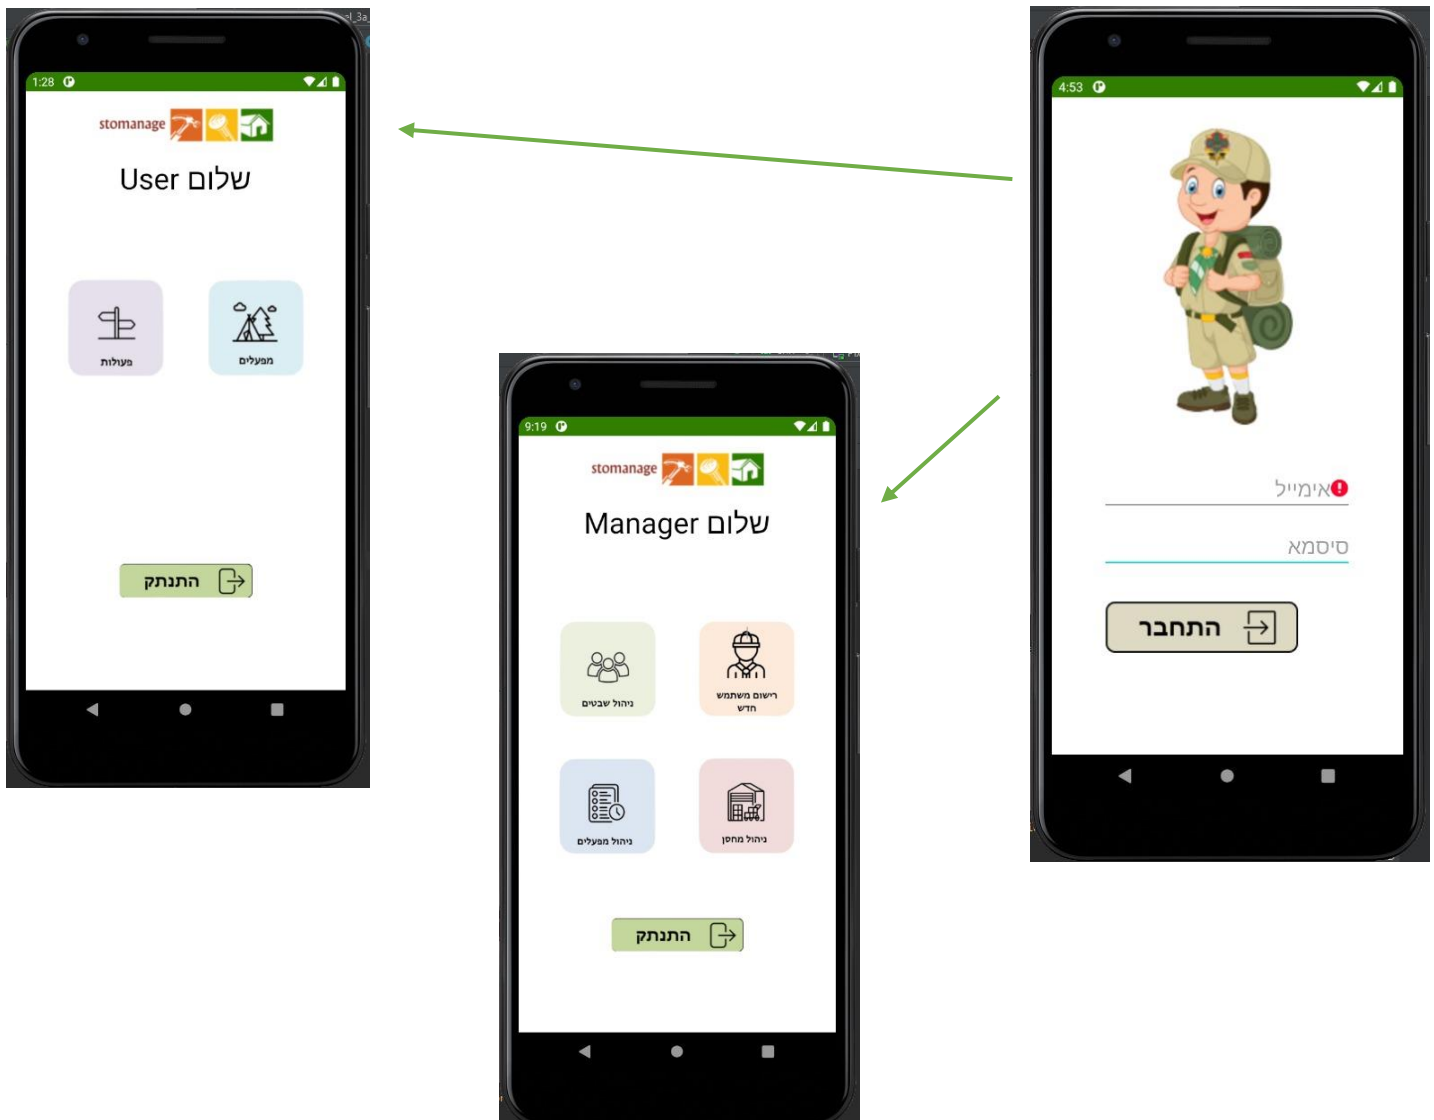 1:28
stomanage
שלום User
פעולות
מפעלים
התנתק
9:19
stomanage
שלום Manager
ניהול שבטים
רישום משתמש
חדש
ניהול מפעלים
ניהול מחסן
התנתק
4:53
אימייל
סיסמא
התחבר